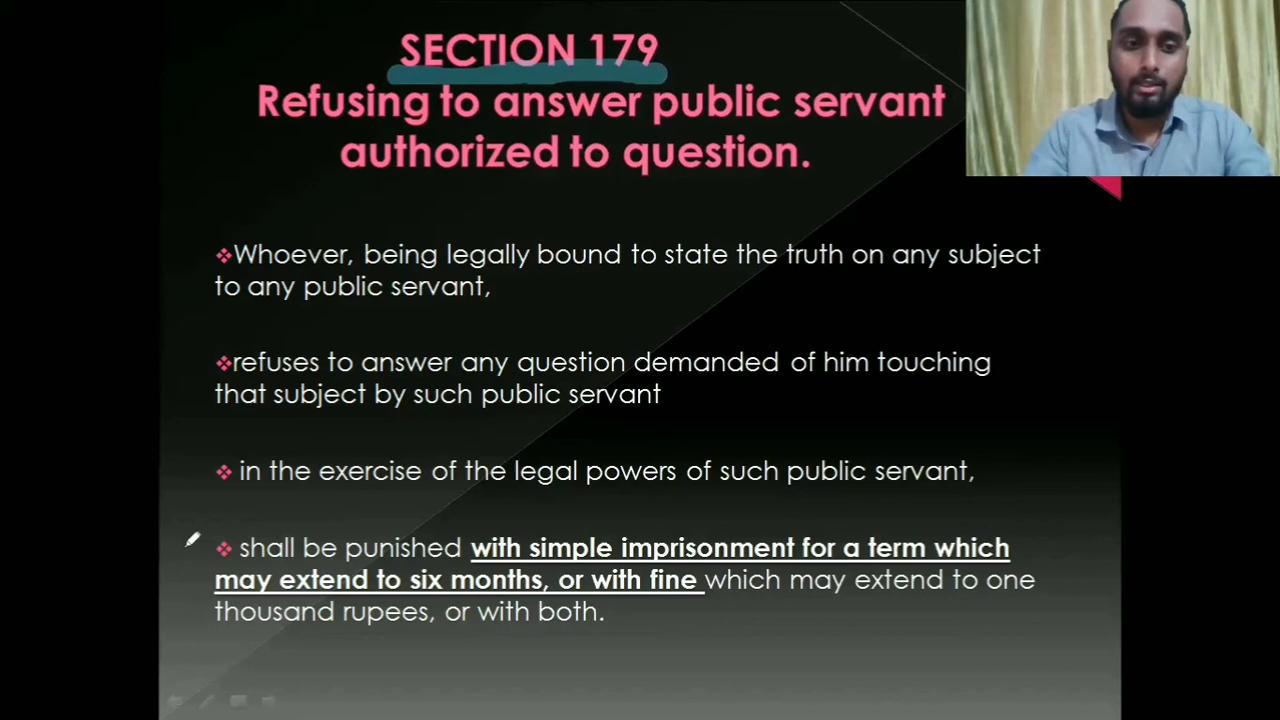 SECTION 179
Refusing to answer public servant
authorized to question.
❖Whoever, being legally bound to state the truth on any subject
to any public servant,
❖refuses to answer any question demanded of him touching
that subject by such public servant
❖ in the exercise of the legal powers of such public servant,
❖ shall be punished with simple imprisonment for a term which
may extend to six months, or with fine which may extend to one
thousand rupees, or with both.